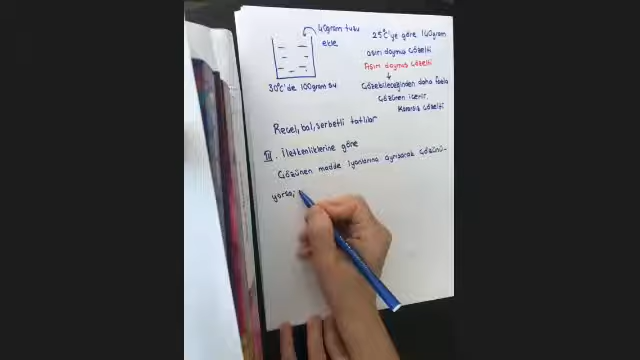 40gram tuzu
ekle
30°C'de 100gram su
25°C'ye göre 140gram
aşırı doymuş çözelti
Aşırı doymuş çözelti
Çözebileceğinden daha fazla
çözünen içerir.
Kararsız çözelti
Reçel, bal, şerbetli tatlılar
III. İletkenliklerine göre
Çözünen madde iyonlarına ayrışarak çözünü-
yorsa;